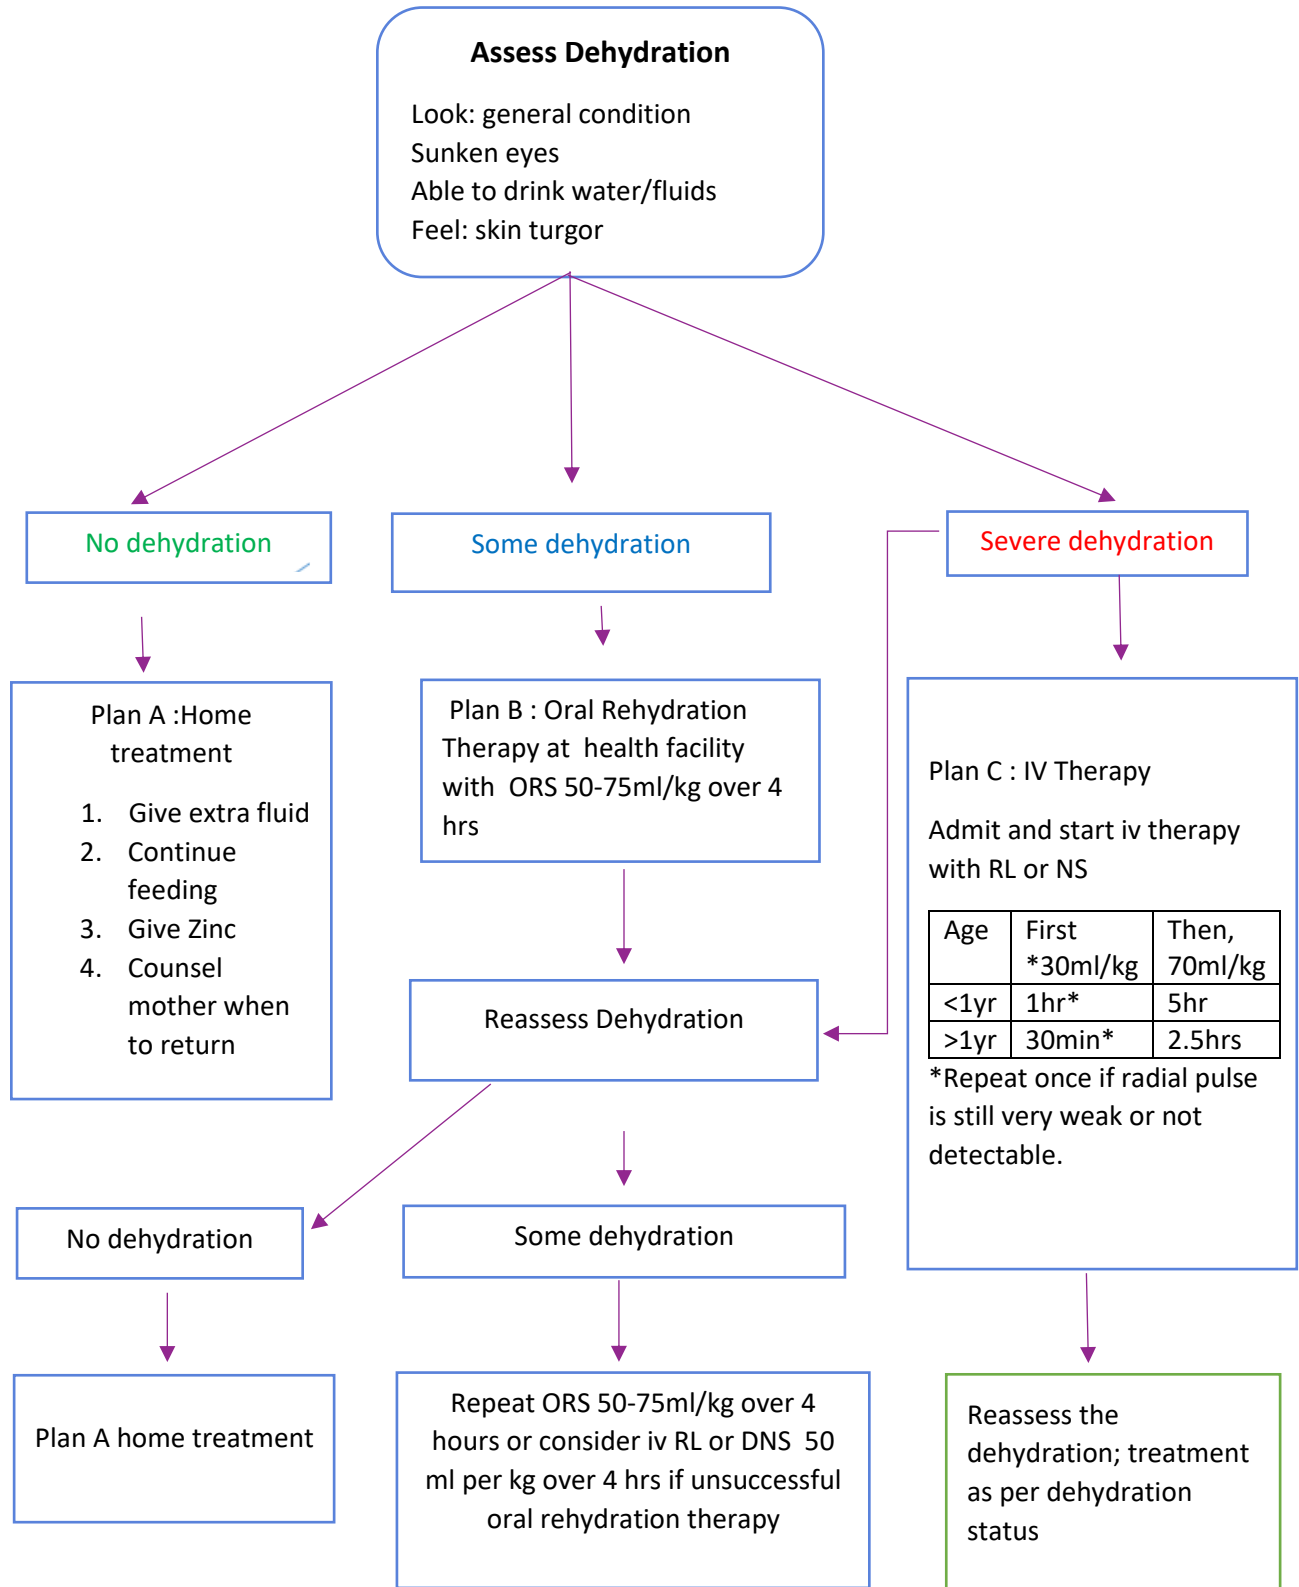 Assess Dehydration
Look: general condition
Sunken eyes
Able to drink water/fluids
Feel: skin turgor
No dehydration
Some dehydration
Severe dehydration
Plan A :Home
treatment
1. Give extra fluid
2. Continue
feeding
3. Give Zinc
4. Counsel
mother when
to return
Plan B : Oral Rehydration
Therapy at health facility
with ORS 50-75ml/kg over 4
hrs
Plan C : IV Therapy
Admit and start iv therapy
with RL or NS
Age First Then,
*30ml/kg 70ml/kg
<1yr 1hr* 5hr
>1yr 30min* 2.5hrs
*Repeat once if radial pulse
is still very weak or not
detectable.
Reassess Dehydration
No dehydration
Some dehydration
Plan A home treatment
Repeat ORS 50-75ml/kg over 4
hours or consider iv RL or DNS 50
ml per kg over 4 hrs if unsuccessful
oral rehydration therapy
Reassess the
dehydration; treatment
as per dehydration
status